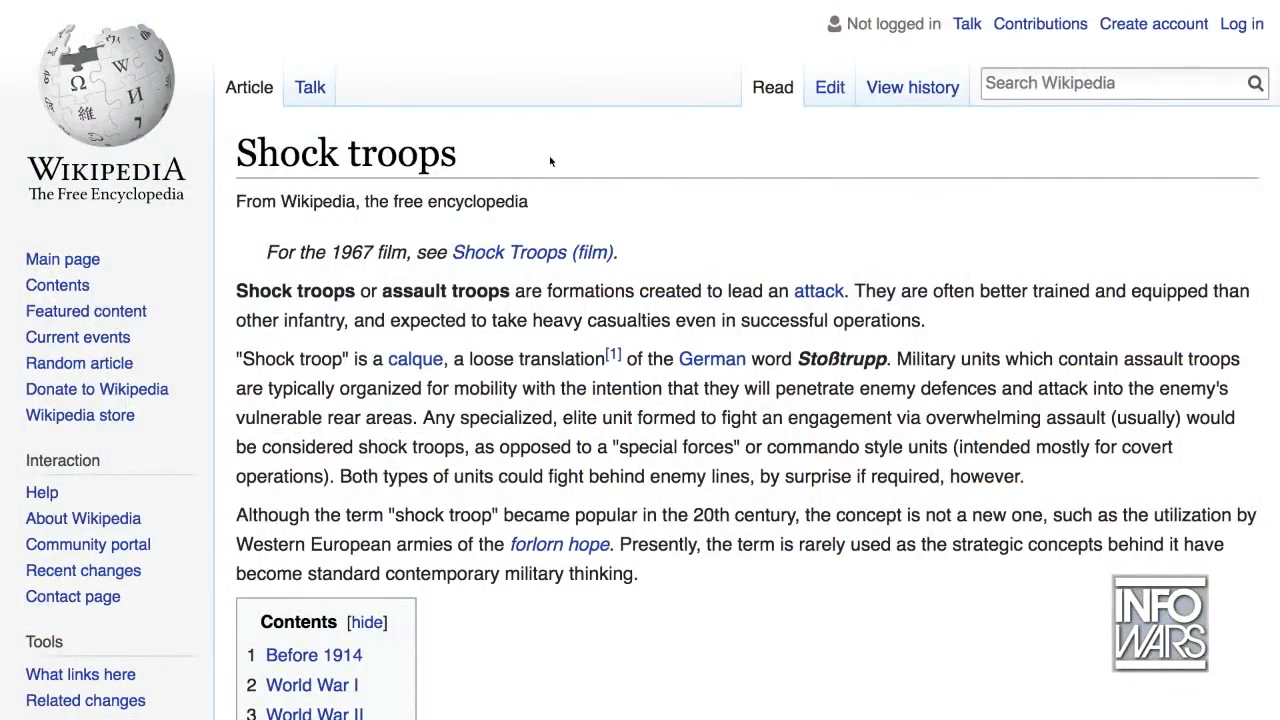 Not logged in Talk Contributions Create account Log in
Article Talk Read Edit View history Search Wikipedia
WIKIPEDIA
The Free Encyclopedia
Main page
Contents
Featured content
Current events
Random article
Donate to Wikipedia
Wikipedia store
Interaction
Help
About Wikipedia
Community portal
Recent changes
Contact page
Tools
What links here
Related changes
Shock troops
From Wikipedia, the free encyclopedia
For the 1967 film, see Shock Troops (film).
Shock troops or assault troops are formations created to lead an attack. They are often better trained and equipped than
other infantry, and expected to take heavy casualties even in successful operations.
"Shock troop" is a calque, a loose translation[1] of the German word Stoßtrupp. Military units which contain assault troops
are typically organized for mobility with the intention that they will penetrate enemy defences and attack into the enemy's
vulnerable rear areas. Any specialized, elite unit formed to fight an engagement via overwhelming assault (usually) would
be considered shock troops, as opposed to a "special forces" or commando style units (intended mostly for covert
operations). Both types of units could fight behind enemy lines, by surprise if required, however.
Although the term "shock troop" became popular in the 20th century, the concept is not a new one, such as the utilization by
Western European armies of the forlorn hope. Presently, the term is rarely used as the strategic concepts behind it have
become standard contemporary military thinking.
Contents [hide]
1 Before 1914
2 World War I
3 World War II
INFO
WARS